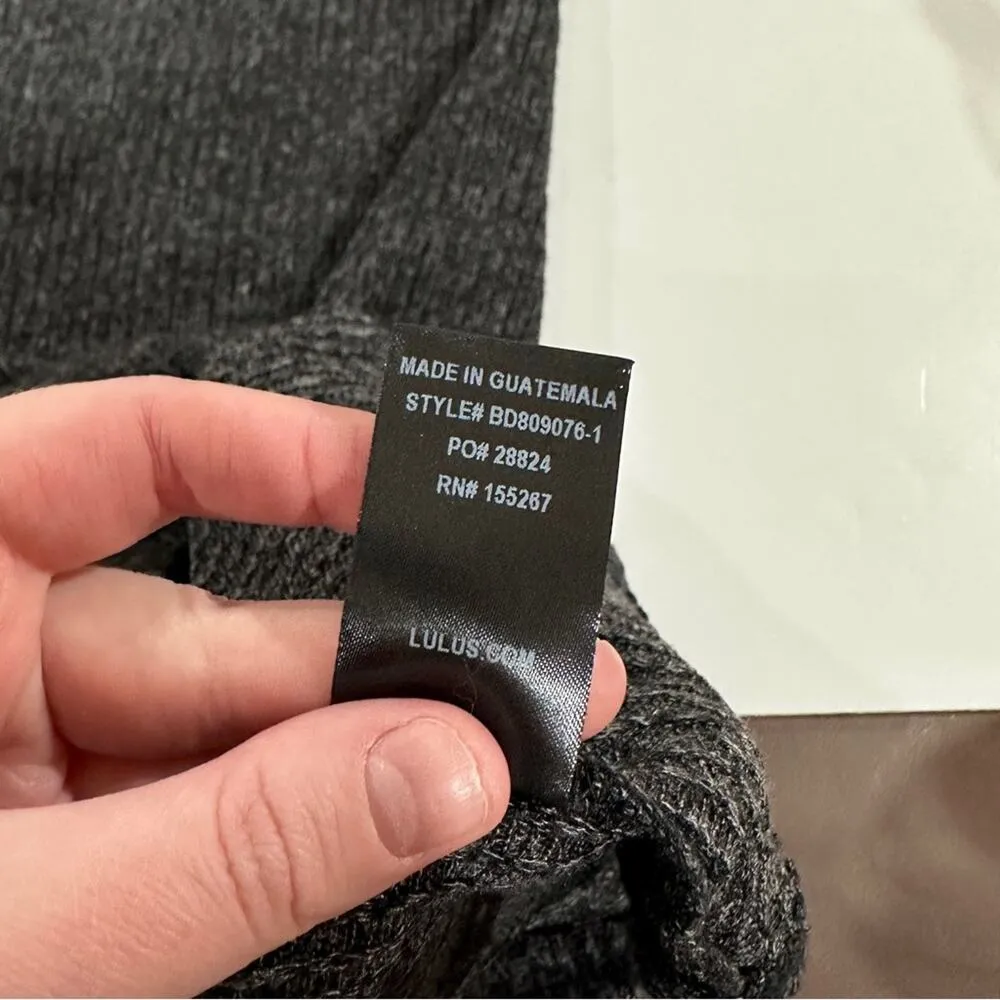 MADE IN GUATEMALA
STYLE# BD809076-1
PO# 28824
RN# 155267
LULUS.COM